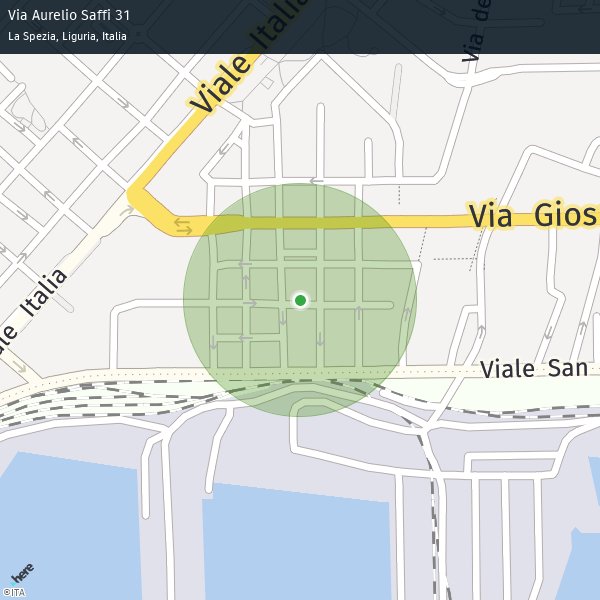 Via Aurelio Saffi 31
La Spezia, Liguria, Italia
Viale Italia
Via de
Via Gios
ale Italia
Viale San
here
©ITA